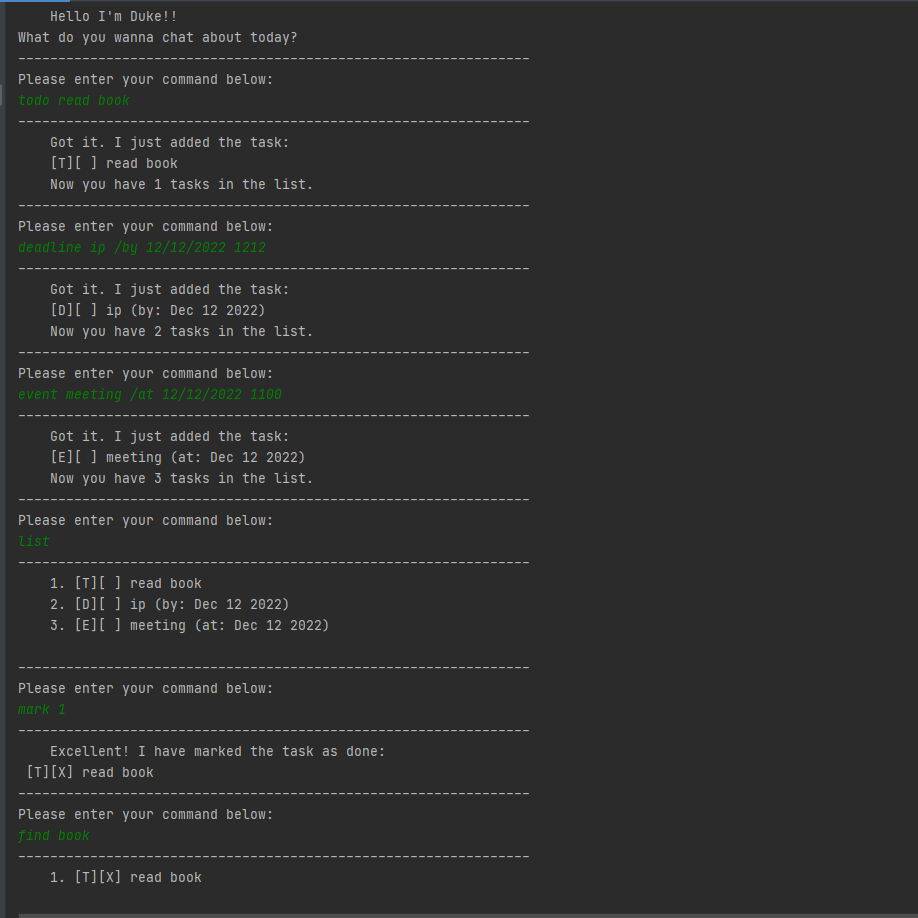 Hello I'm Duke!!
What do you wanna chat about today?
----------------------------------------------------------------
Please enter your command below:
todo read book
----------------------------------------------------------------
Got it. I just added the task:
[T][ ] read book
Now you have 1 tasks in the list.
----------------------------------------------------------------
Please enter your command below:
deadline ip /by 12/12/2022 1212
----------------------------------------------------------------
Got it. I just added the task:
[D][ ] ip (by: Dec 12 2022)
Now you have 2 tasks in the list.
----------------------------------------------------------------
Please enter your command below:
event meeting /at 12/12/2022 1100
----------------------------------------------------------------
Got it. I just added the task:
[E][ ] meeting (at: Dec 12 2022)
Now you have 3 tasks in the list.
----------------------------------------------------------------
Please enter your command below:
list
----------------------------------------------------------------
1. [T][ ] read book
2. [D][ ] ip (by: Dec 12 2022)
3. [E][ ] meeting (at: Dec 12 2022)
----------------------------------------------------------------
Please enter your command below:
mark 1
----------------------------------------------------------------
Excellent! I have marked the task as done:
[T][X] read book
----------------------------------------------------------------
Please enter your command below:
find book
----------------------------------------------------------------
1. [T][X] read book